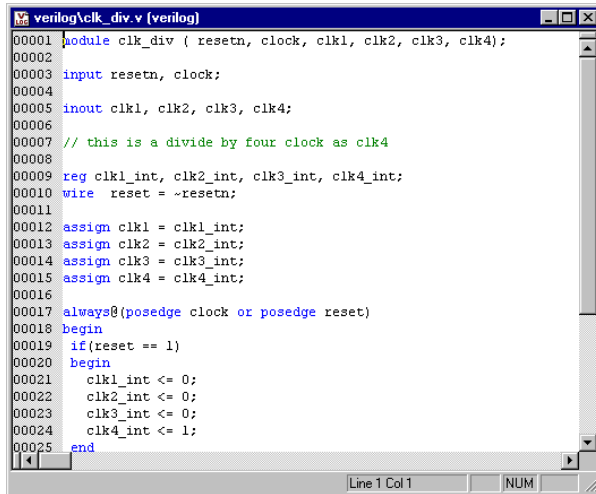 verilog\clk_div.v (verilog)
00001 module clk_div ( resetn, clock, clk1, clk2, clk3, clk4);
00002
00003 input resetn, clock;
00004
00005 inout clk1, clk2, clk3, clk4;
00006
00007 // this is a divide by four clock as clk4
00008
00009 reg clk1_int, clk2_int, clk3_int, clk4_int;
00010 wire  reset = ~resetn;
00011
00012 assign clk1 = clk1_int;
00013 assign clk2 = clk2_int;
00014 assign clk3 = clk3_int;
00015 assign clk4 = clk4_int;
00016
00017 always@(posedge clock or posedge reset)
00018 begin
00019  if(reset == 1)
00020  begin
00021    clk1_int <= 0;
00022    clk2_int <= 0;
00023    clk3_int <= 0;
00024    clk4_int <= 1;
00025  end
Line 1 Col 1 NUM